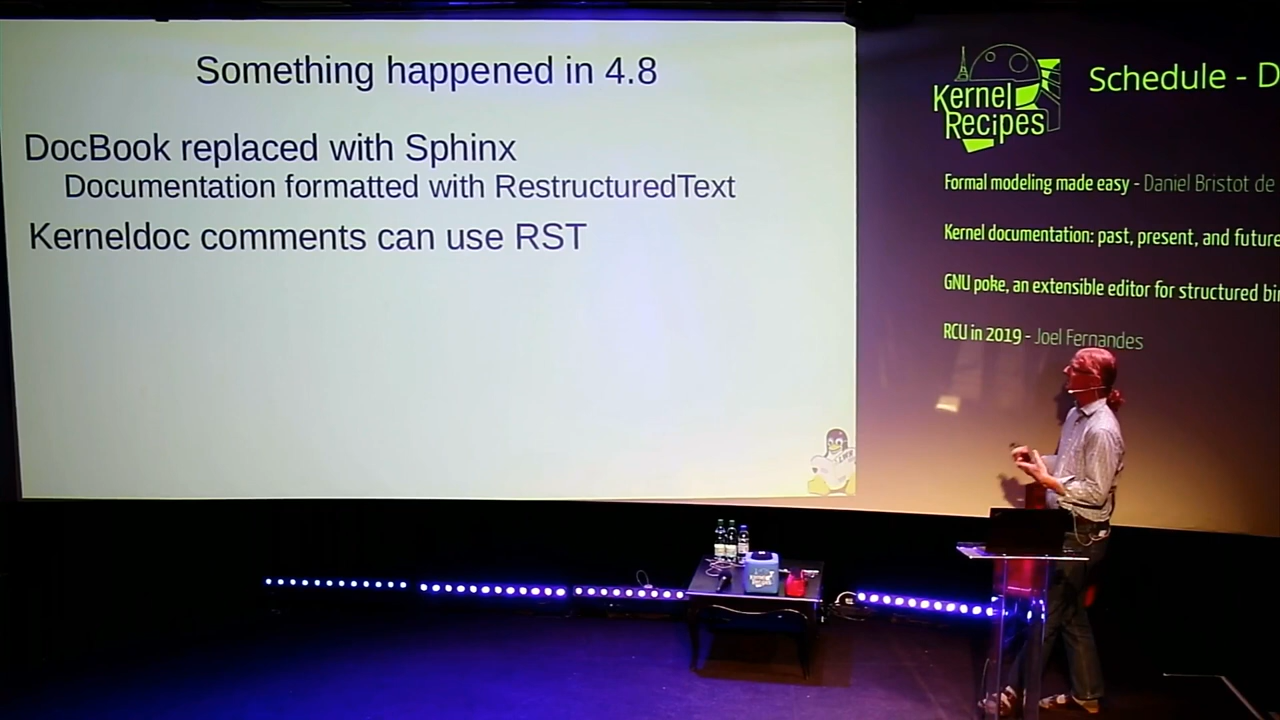 Something happened in 4.8
DocBook replaced with Sphinx
Documentation formatted with RestructuredText
Kerneldoc comments can use RST
Kernel
Recipes
Schedule - D
Formal modeling made easy - Daniel Bristot de
Kernel documentation: past, present, and future
GNU poke, an extensible editor for structured bi
RCU in 2019 - Joel Fernandes
Kernel
Recipes